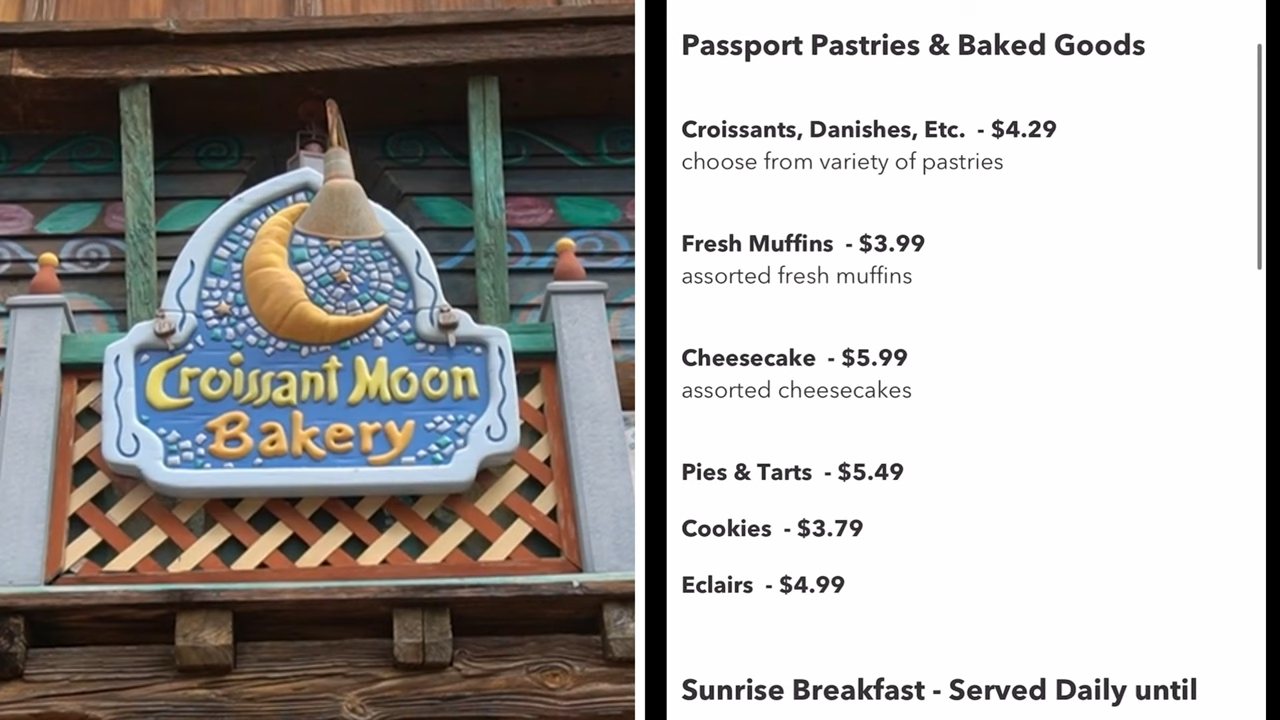 Croissant Moon
Bakery
Passport Pastries & Baked Goods
Croissants, Danishes, Etc. - $4.29
choose from variety of pastries
Fresh Muffins - $3.99
assorted fresh muffins
Cheesecake - $5.99
assorted cheesecakes
Pies & Tarts - $5.49
Cookies - $3.79
Eclairs - $4.99
Sunrise Breakfast - Served Daily until